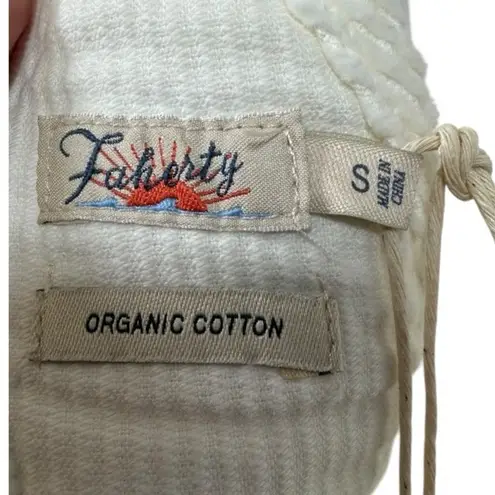 Faherty
S
MADE IN
CHINA
ORGANIC COTTON